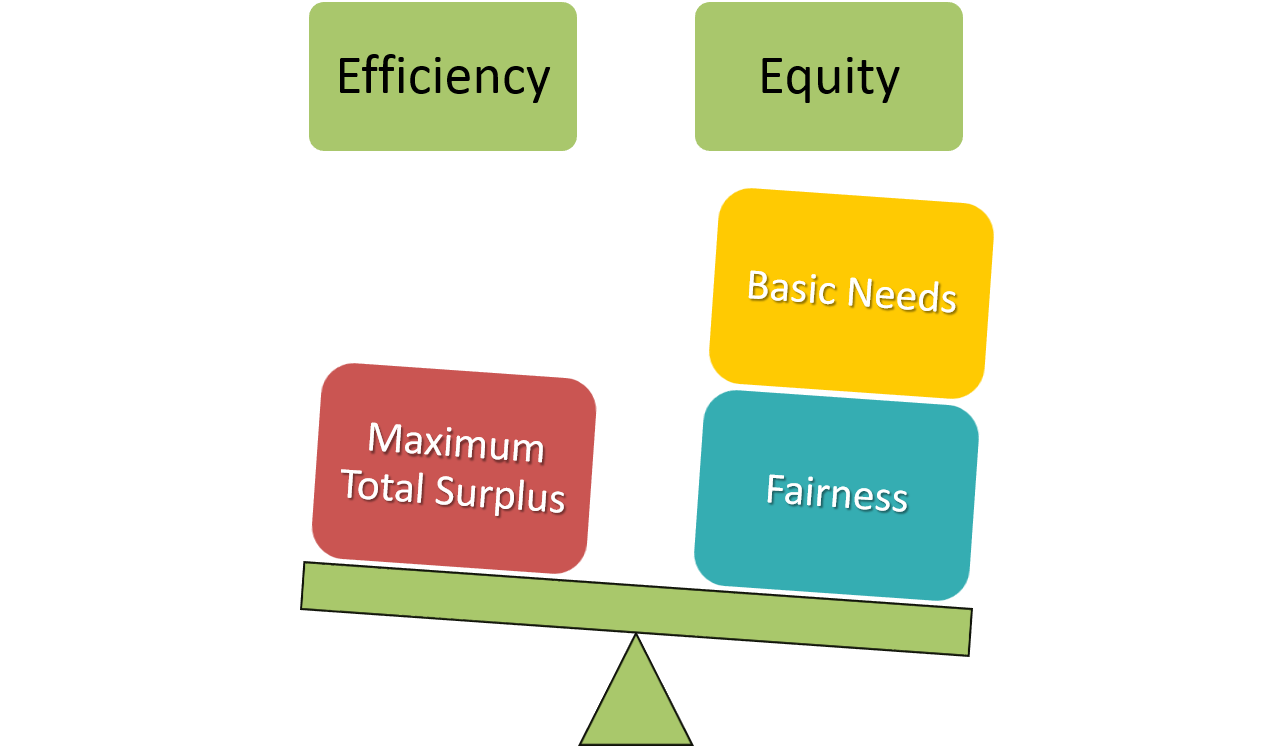 Efficiency
Equity
Basic Needs
Maximum
Total Surplus
Fairness